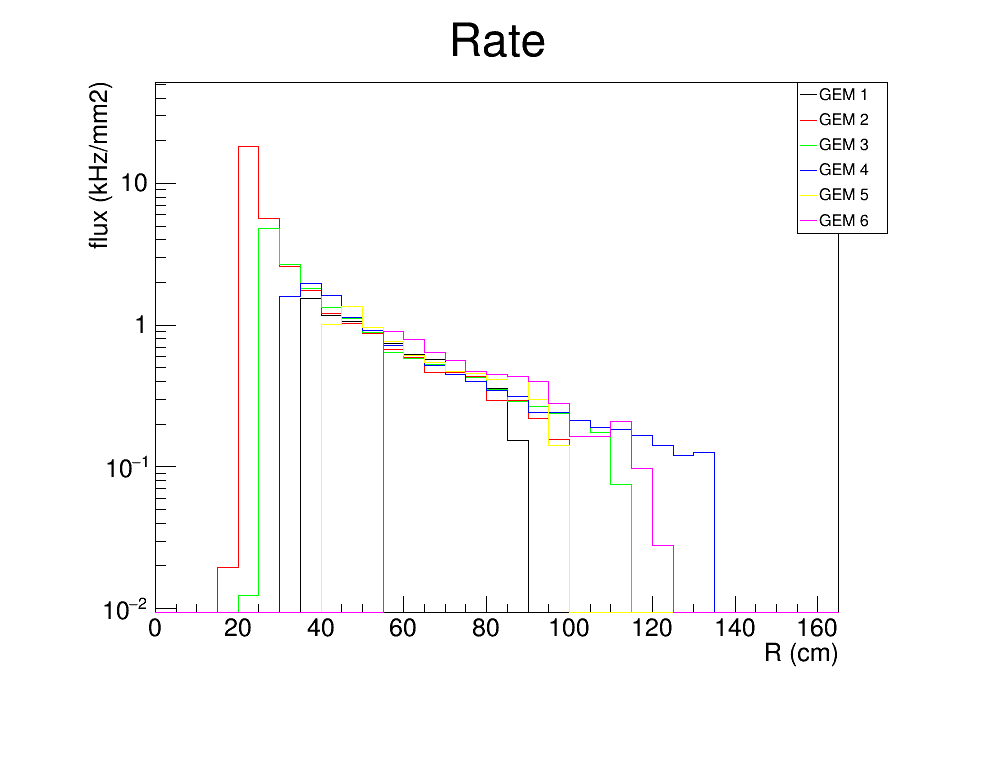 Rate
flux (kHz/mm2)
GEM 1
GEM 2
GEM 3
GEM 4
GEM 5
GEM 6
10
1
10⁻¹
10⁻²
0 20 40 60 80 100 120 140 160
R (cm)